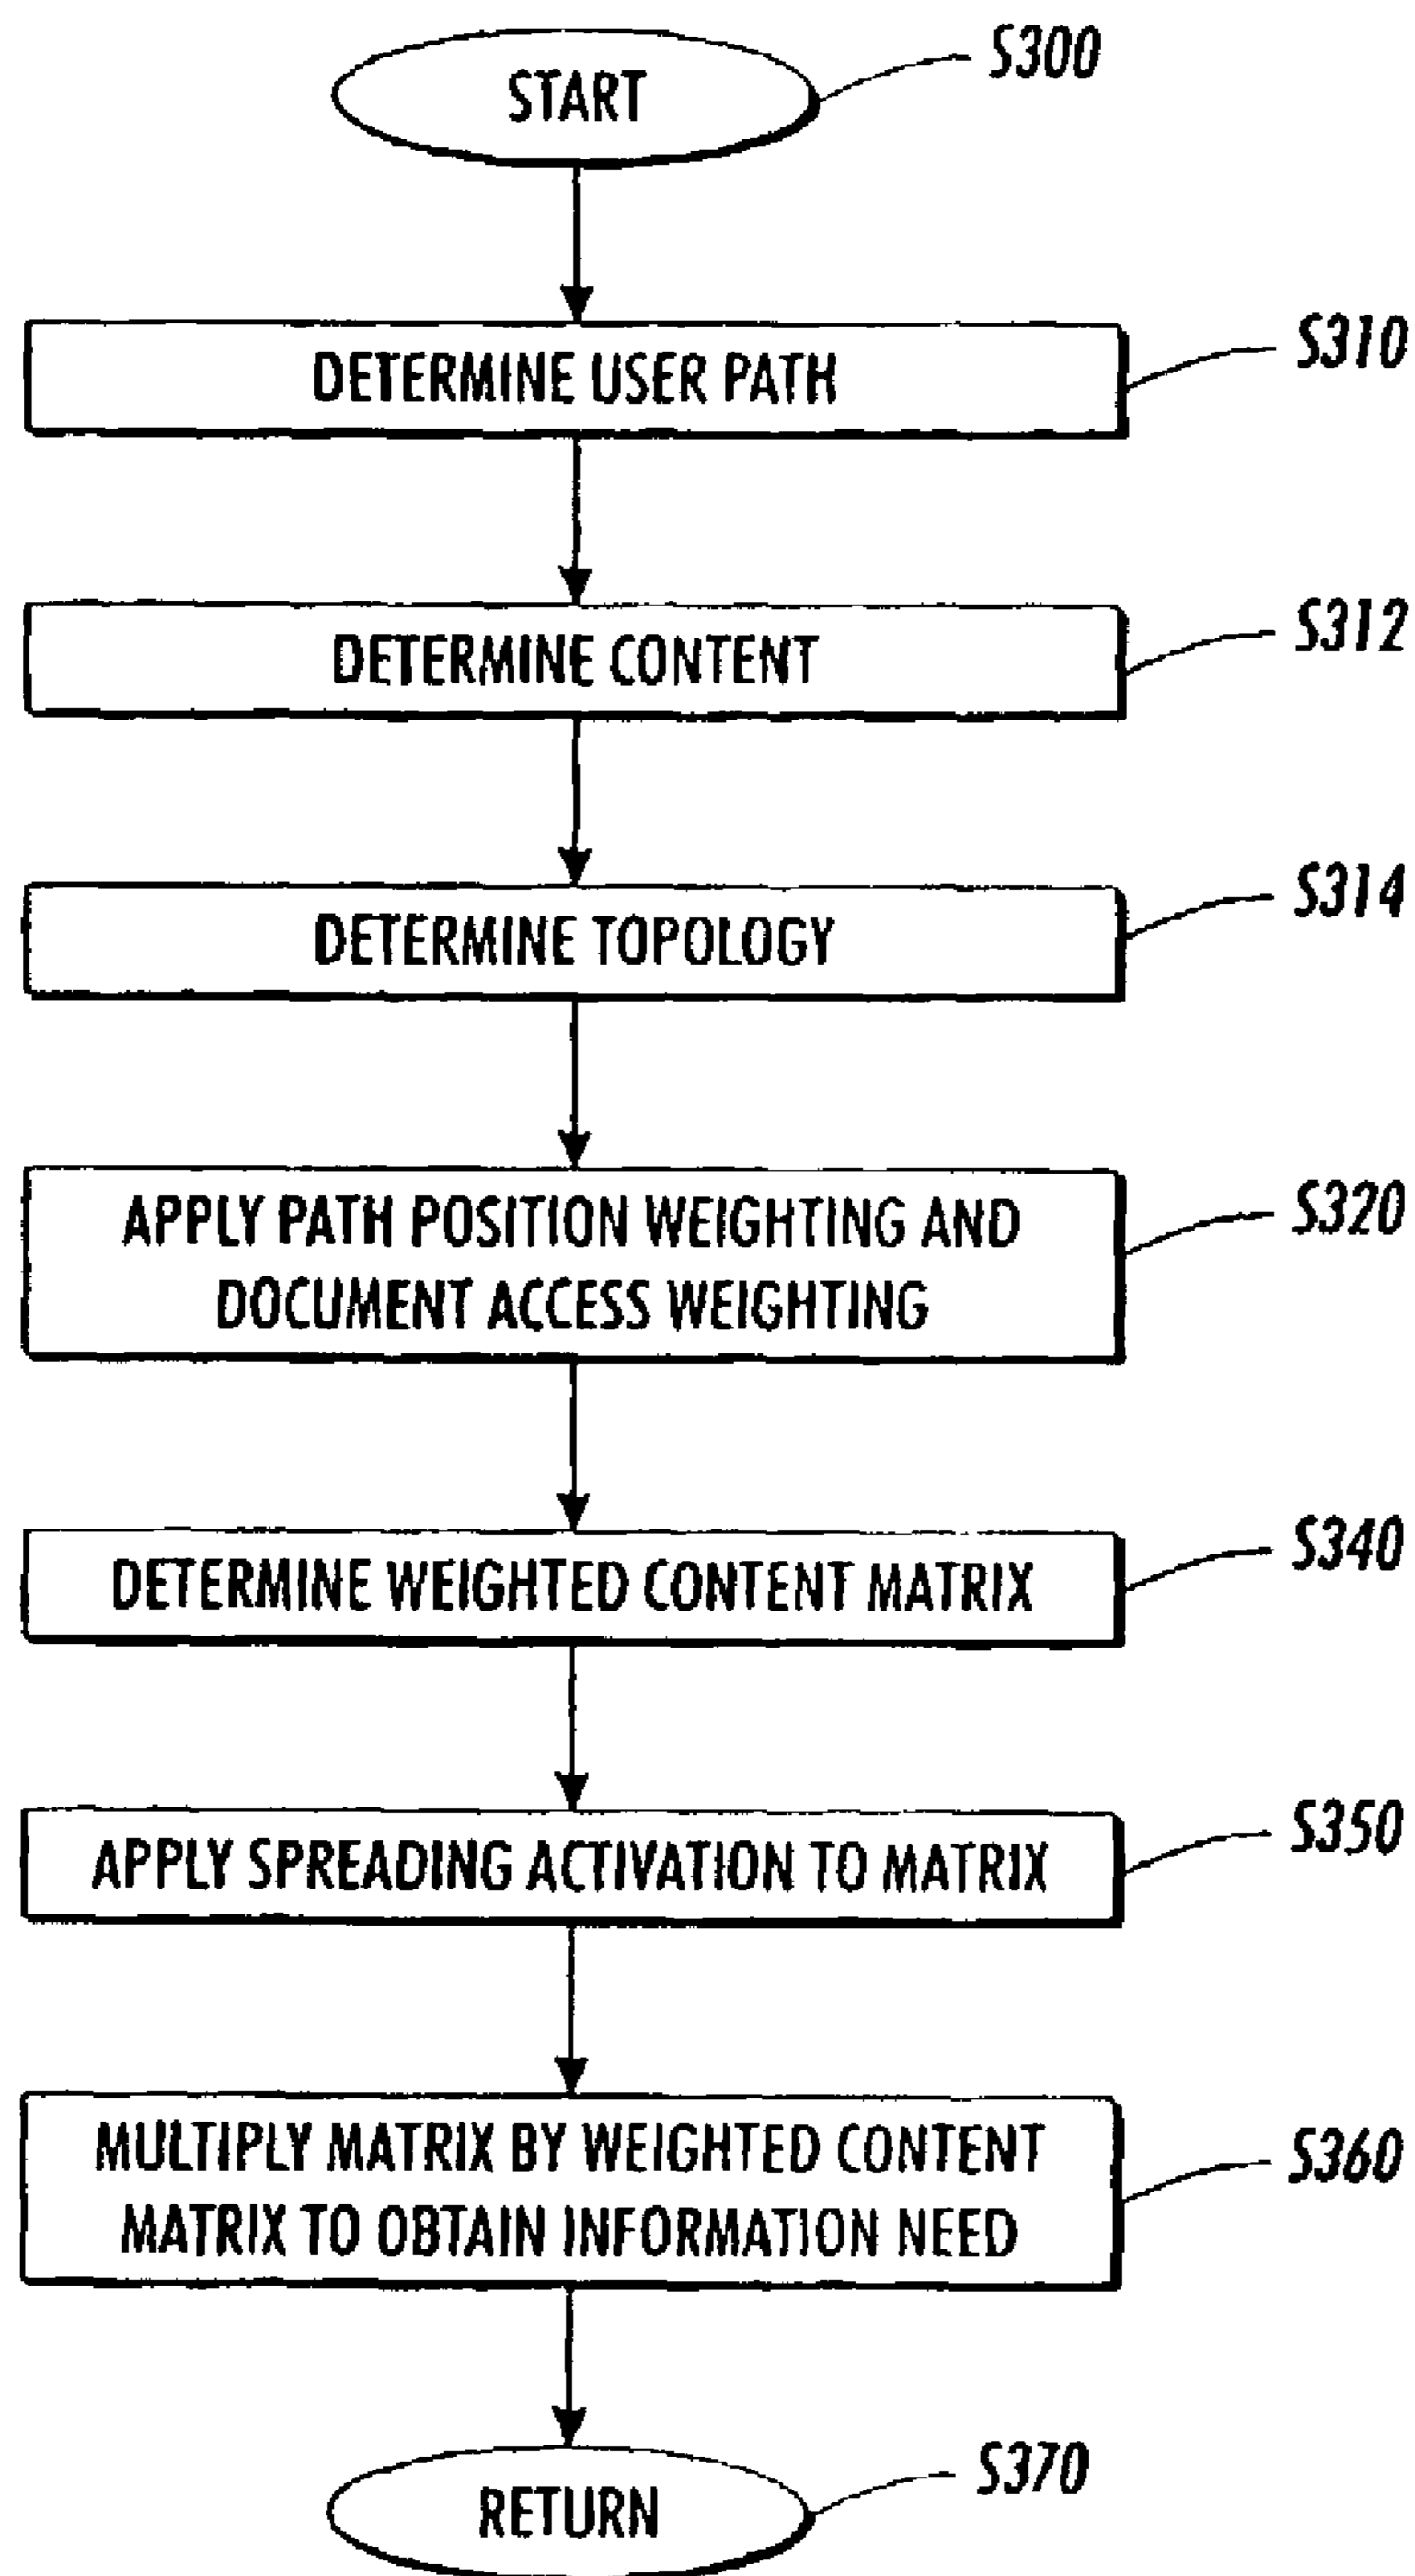 START
S300
DETERMINE USER PATH
S310
DETERMINE CONTENT
S312
DETERMINE TOPOLOGY
S314
APPLY PATH POSITION WEIGHTING AND
DOCUMENT ACCESS WEIGHTING
S320
DETERMINE WEIGHTED CONTENT MATRIX
S340
APPLY SPREADING ACTIVATION TO MATRIX
S350
MULTIPLY MATRIX BY WEIGHTED CONTENT
MATRIX TO OBTAIN INFORMATION NEED
S360
RETURN
S370